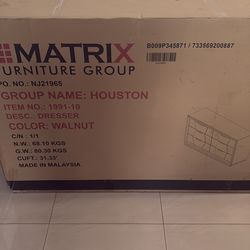 MATRIX
FURNITURE GROUP
B009P345871 / 733569200887
PO. NO.: NJ21965
GROUP NAME: HOUSTON
ITEM NO.: 1991-10
DESC.: DRESSER
COLOR: WALNUT
C/N : 1/1
N.W.: 68.10 KGS
G.W.: 80.30 KGS
CUFT.: 31.33'
MADE IN MALAYSIA